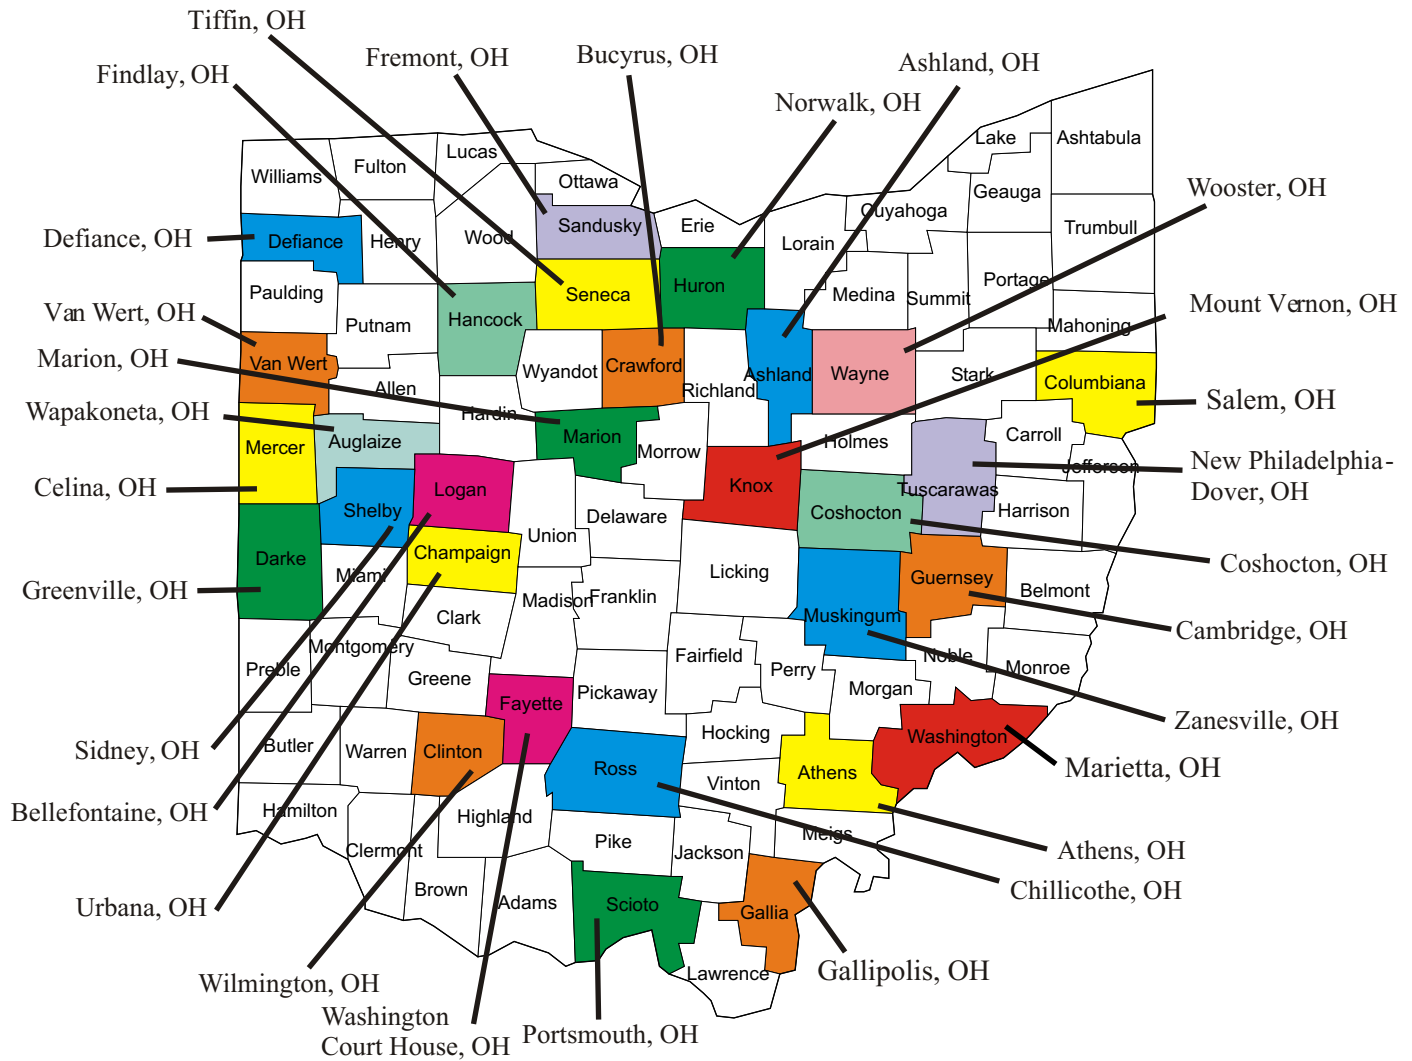 Tiffin, OH
Fremont, OH
Bucyrus, OH
Ashland, OH
Findlay, OH
Norwalk, OH
Lake
Ashtabula
Lucas
Fulton
Williams
Ottawa
Geauga
Wooster, OH
Cuyahoga
Sandusky
Erie
Trumbull
Defiance, OH
Defiance
Henry
Wood
Lorain
Portage
Paulding
Seneca
Huron
Medina
Summit
Mount Vernon, OH
Van Wert, OH
Putnam
Hancock
Mahoning
Marion, OH
Van Wert
Wyandot
Crawford
Ashland
Wayne
Stark
Columbiana
Allen
Richland
Salem, OH
Wapakoneta, OH
Hardin
Mercer
Auglaize
Marion
Morrow
Holmes
Carroll
Jefferson
New Philadelphia-
Dover, OH
Celina, OH
Logan
Knox
Tuscarawas
Shelby
Delaware
Coshocton
Harrison
Union
Darke
Champaign
Coshocton, OH
Miami
Licking
Guernsey
Belmont
Greenville, OH
Madison
Franklin
Clark
Muskingum
Cambridge, OH
Montgomery
Preble
Fairfield
Perry
Noble
Monroe
Greene
Pickaway
Morgan
Fayette
Zanesville, OH
Sidney, OH
Butler
Warren
Clinton
Hocking
Washington
Ross
Athens
Marietta, OH
Vinton
Bellefontaine, OH
Hamilton
Highland
Meigs
Pike
Clermont
Jackson
Athens, OH
Brown
Chillicothe, OH
Urbana, OH
Adams
Scioto
Gallia
Lawrence
Gallipolis, OH
Wilmington, OH
Washington
Court House, OH
Portsmouth, OH